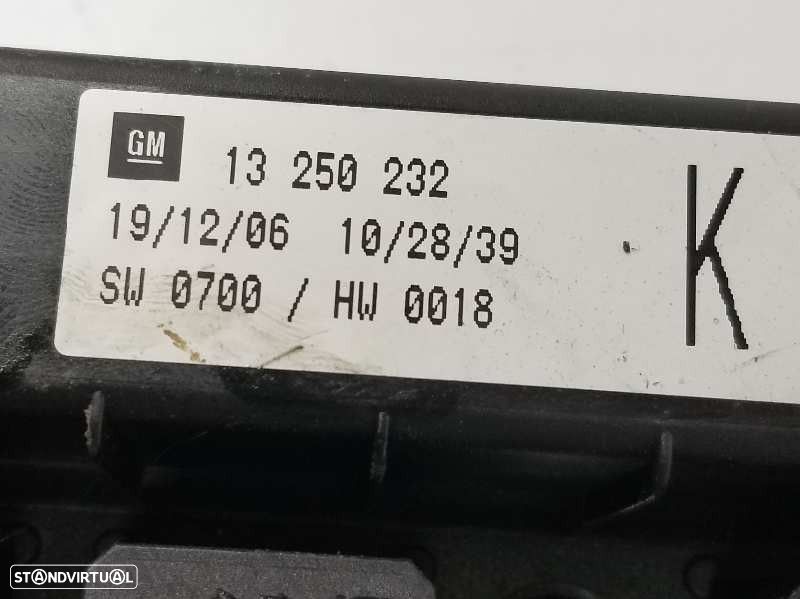 GM 13 250 232 K
19/12/06 10/28/39
SW 0700 / HW 0018
STANDVIRTUAL